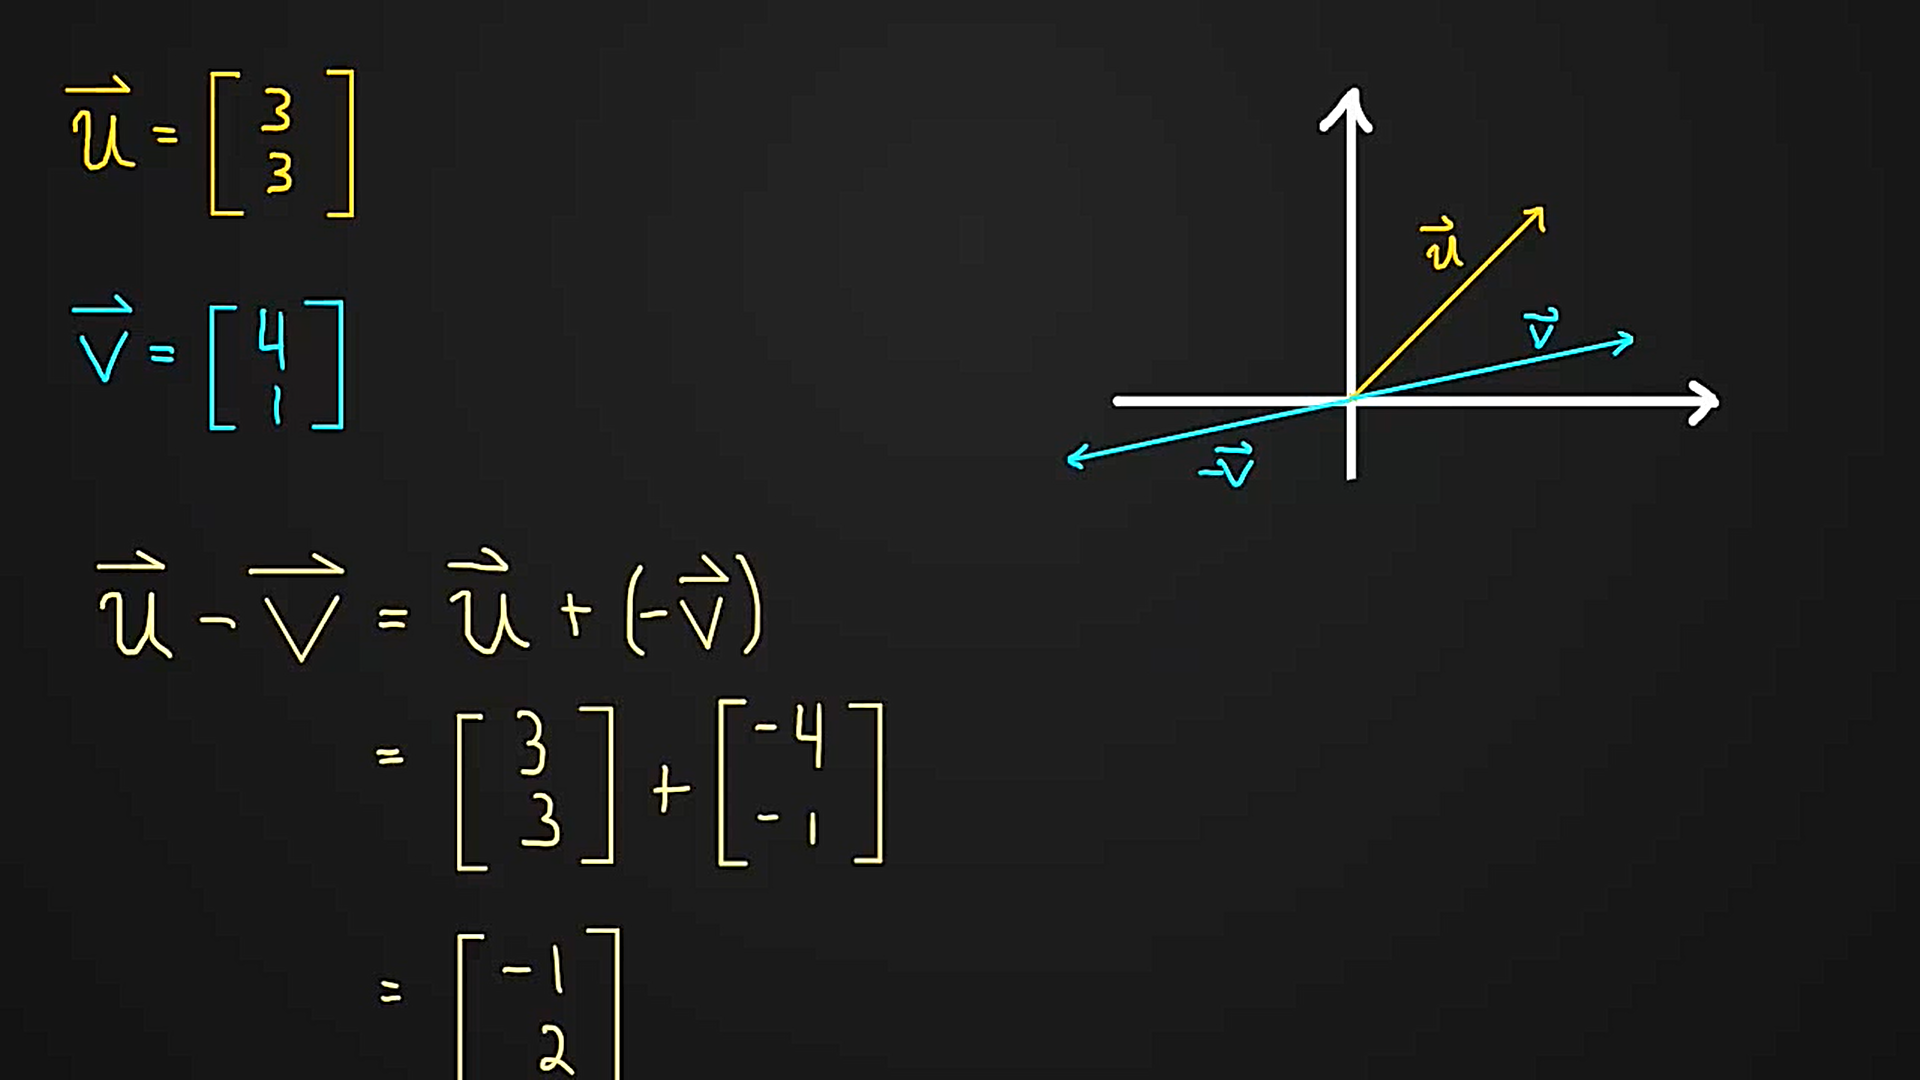 u⃗ = [ 3
3 ]
v⃗ = [ 4
1 ]
u⃗
v⃗
-v⃗
u⃗ - v⃗ = u⃗ + (-v⃗)
= [ 3
3 ] + [ -4
-1 ]
= [ -1
2 ]